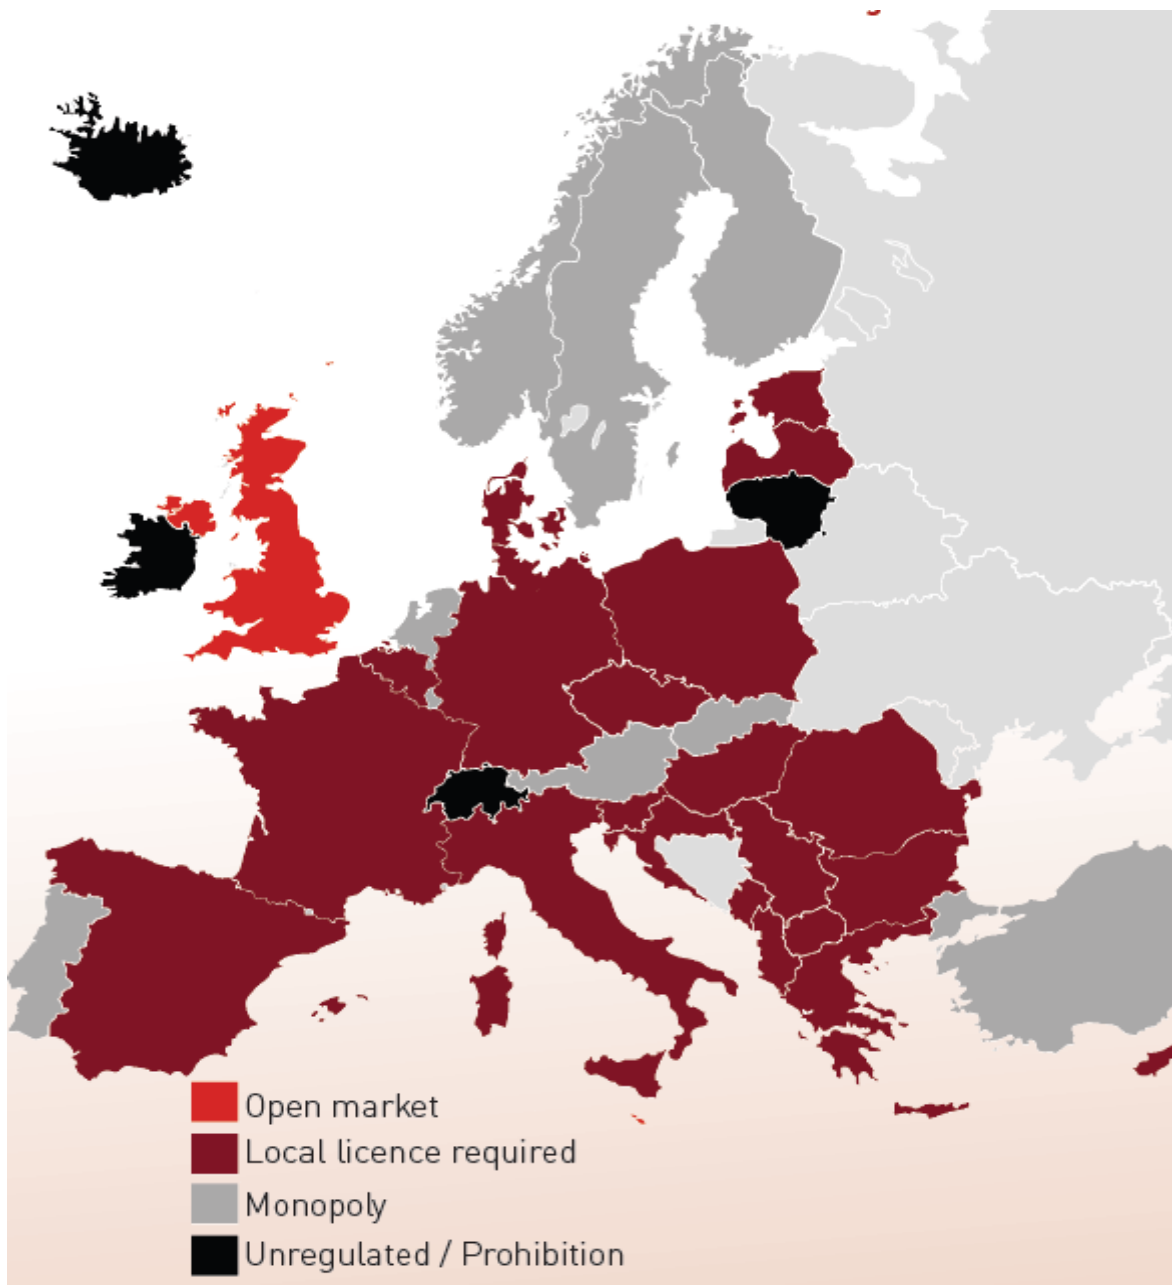 Open market
Local licence required
Monopoly
Unregulated / Prohibition